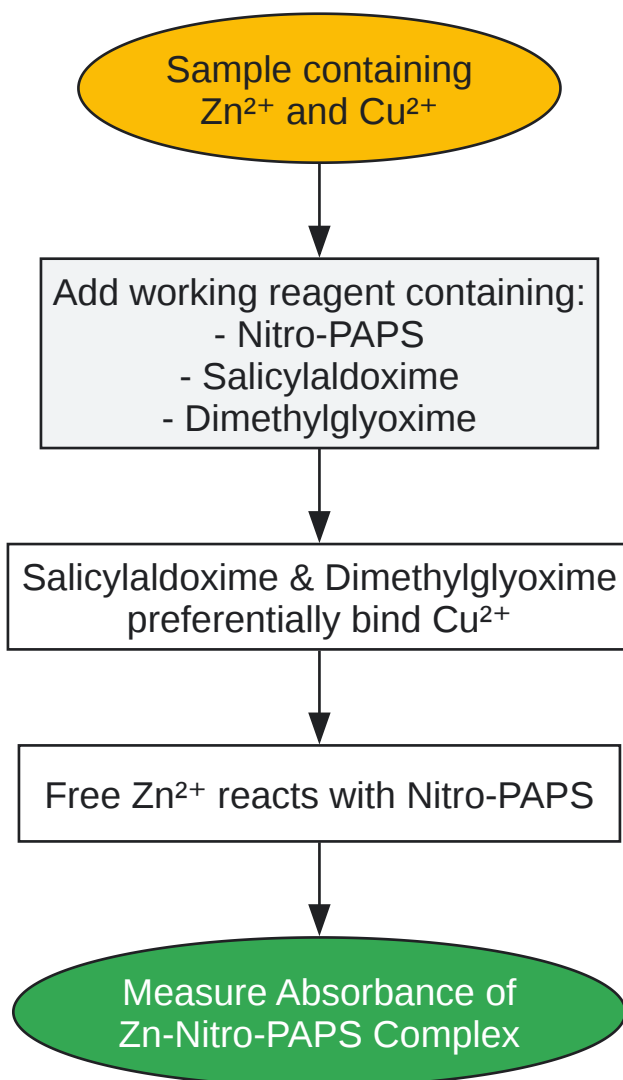 Sample containing
Zn²⁺ and Cu²⁺
Add working reagent containing:
- Nitro-PAPS
- Salicylaldoxime
- Dimethylglyoxime
Salicylaldoxime & Dimethylglyoxime
preferentially bind Cu²⁺
Free Zn²⁺ reacts with Nitro-PAPS
Measure Absorbance of
Zn-Nitro-PAPS Complex